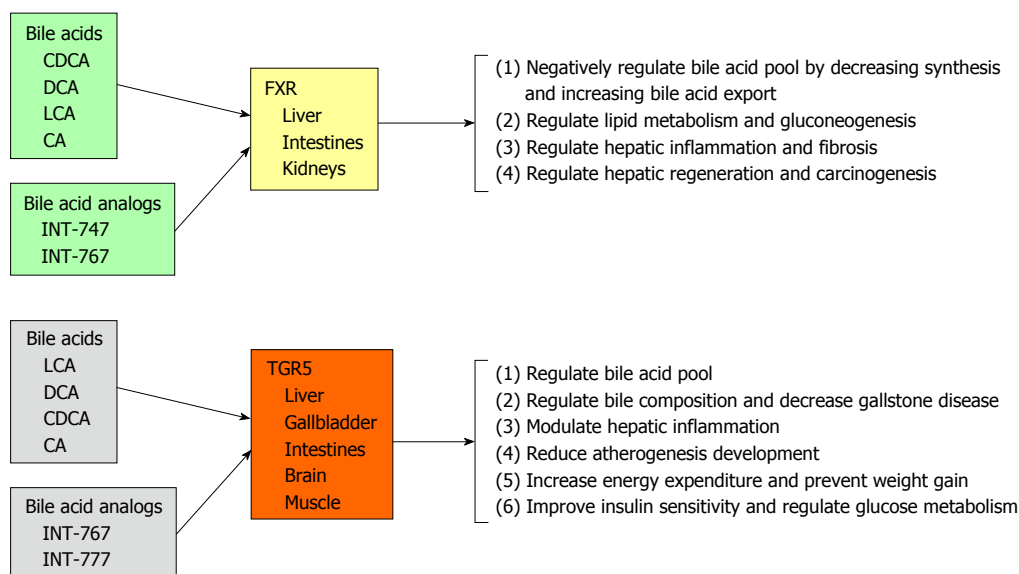 Bile acids
CDCA
DCA
LCA
CA
Bile acid analogs
INT-747
INT-767
FXR
Liver
Intestines
Kidneys
(1) Negatively regulate bile acid pool by decreasing synthesis
and increasing bile acid export
(2) Regulate lipid metabolism and gluconeogenesis
(3) Regulate hepatic inflammation and fibrosis
(4) Regulate hepatic regeneration and carcinogenesis
Bile acids
LCA
DCA
CDCA
CA
Bile acid analogs
INT-767
INT-777
TGR5
Liver
Gallbladder
Intestines
Brain
Muscle
(1) Regulate bile acid pool
(2) Regulate bile composition and decrease gallstone disease
(3) Modulate hepatic inflammation
(4) Reduce atherogenesis development
(5) Increase energy expenditure and prevent weight gain
(6) Improve insulin sensitivity and regulate glucose metabolism